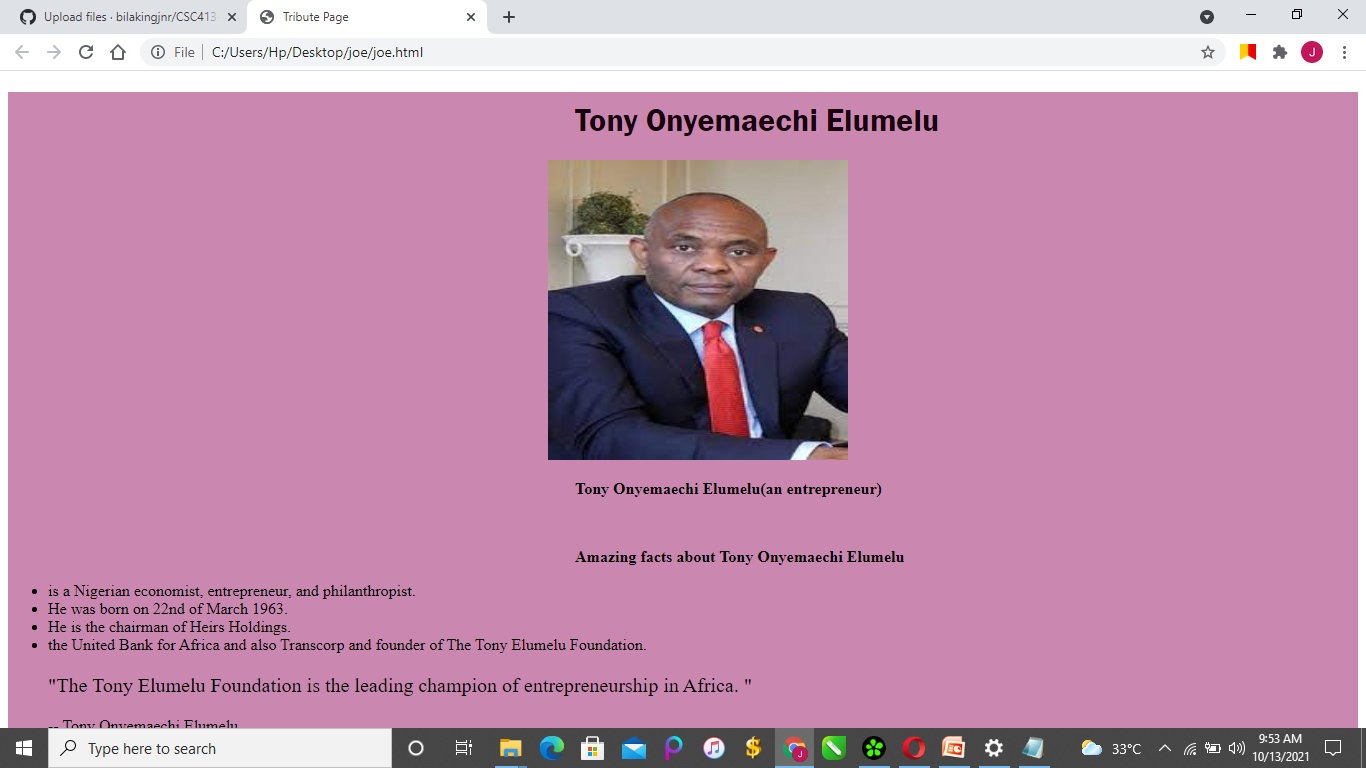 Upload files · bilakingjnr/CSC413
Tribute Page
File
C:/Users/Hp/Desktop/joe/joe.html
J
Tony Onyemaechi Elumelu
Tony Onyemaechi Elumelu(an entrepreneur)
Amazing facts about Tony Onyemaechi Elumelu
is a Nigerian economist, entrepreneur, and philanthropist.
He was born on 22nd of March 1963.
He is the chairman of Heirs Holdings.
the United Bank for Africa and also Transcorp and founder of The Tony Elumelu Foundation.
"The Tony Elumelu Foundation is the leading champion of entrepreneurship in Africa. "
-- Tony Onyemaechi Elumelu
Type here to search
J
33°C
9:53 AM
10/13/2021